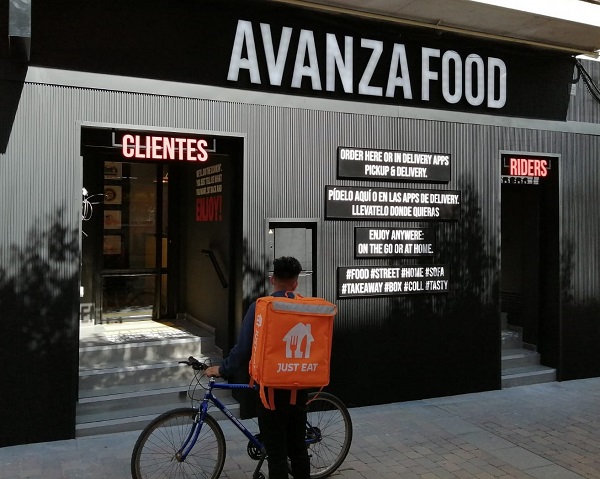 AVANZA FOOD
CLIENTES
RIDERS
ORDER HERE OR IN DELIVERY APPS
PICKUP & DELIVERY.
PÍDELO AQUÍ O EN LAS APPS DE DELIVERY.
LLEVATELO DONDE QUIERAS
ENJOY ANYWERE:
ON THE GO OR AT HOME.
#FOOD #STREET #HOME #SOFA
#TAKEAWAY #BOX #COLL #TASTY
ENJOY!
JUST EAT